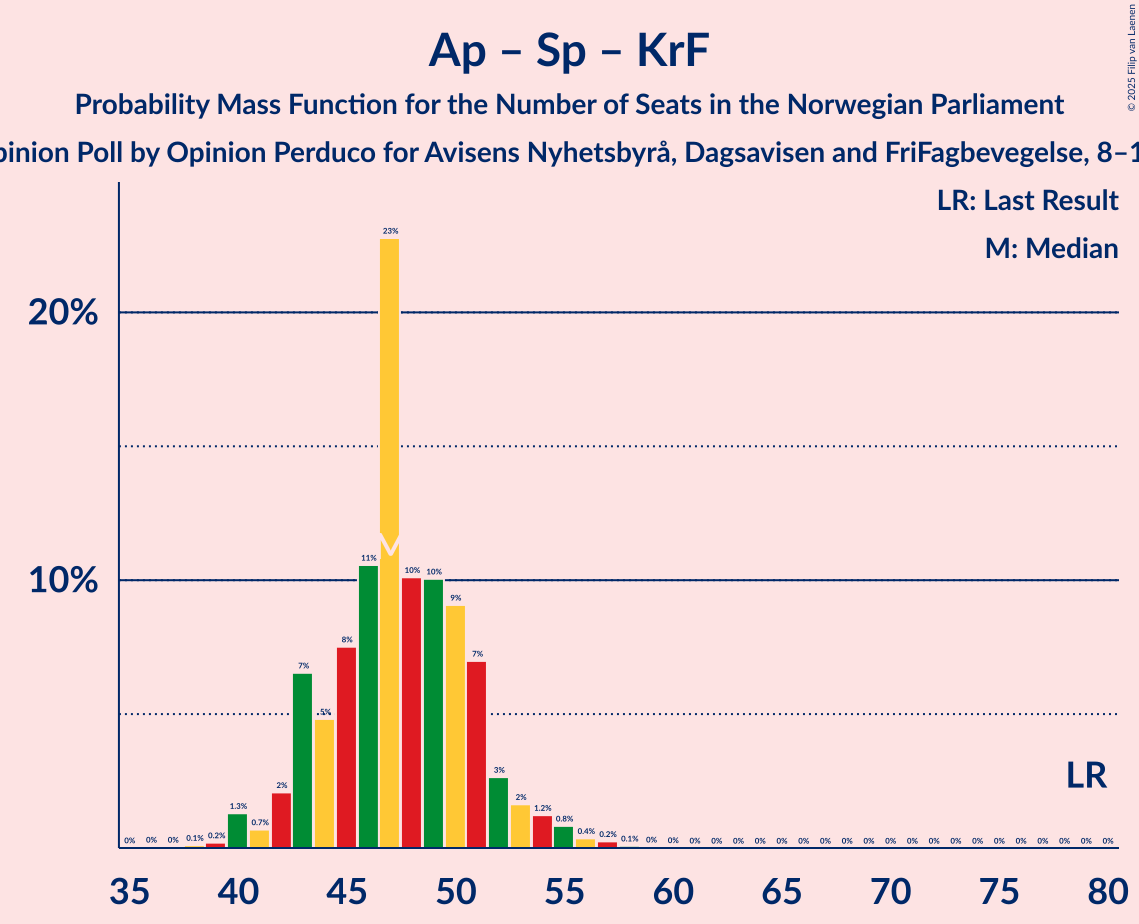 Ap – Sp – KrF
Probability Mass Function for the Number of Seats in the Norwegian Parliament
Opinion Poll by Opinion Perduco for Avisens Nyhetsbyrå, Dagsavisen and FriFagbevegelse, 8–1
© 2025 Filip van Laenen
LR: Last Result
M: Median
23%
20%
11% 10% 10%
10%
9%
8%
7% 7%
5%
3%
2% 2%
1.3% 0.7% 1.2% 0.8%
0% 0% 0% 0.1% 0.2% 0.4% 0.2% 0.1% 0% 0% 0% 0% 0% 0% 0% 0% 0% 0% 0% 0% 0% 0% 0% 0% 0% 0% 0% 0% 0% 0%
M
LR
35 40 45 50 55 60 65 70 75 80